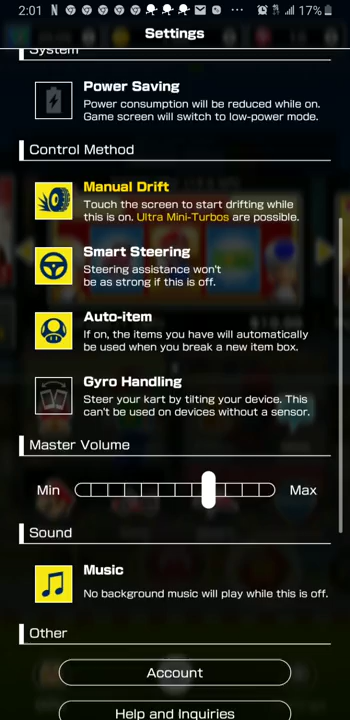 2:01
N
17%
Settings
System
Power Saving
Power consumption will be reduced while on.
Game screen will switch to low-power mode.
Control Method
Manual Drift
Touch the screen to start drifting while
this is on. Ultra Mini-Turbos are possible.
Smart Steering
Steering assistance won't
be as strong if this is off.
Auto-item
If on, the items you have will automatically
be used when you break a new item box.
Gyro Handling
Steer your kart by tilting your device. This
can't be used on devices without a sensor.
Master Volume
Min
Max
Sound
Music
No background music will play while this is off.
Other
Account
Help and Inquiries